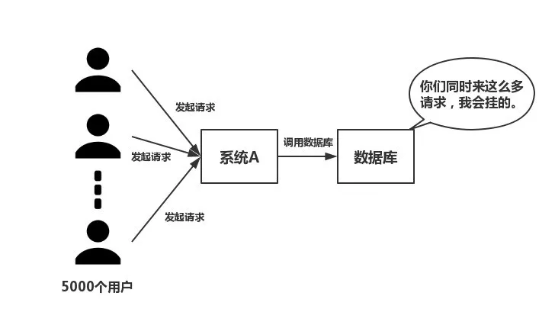 你们同时来这么多
请求，我会挂的。
发起请求
调用数据库
发起请求
系统A
数据库
发起请求
5000个用户